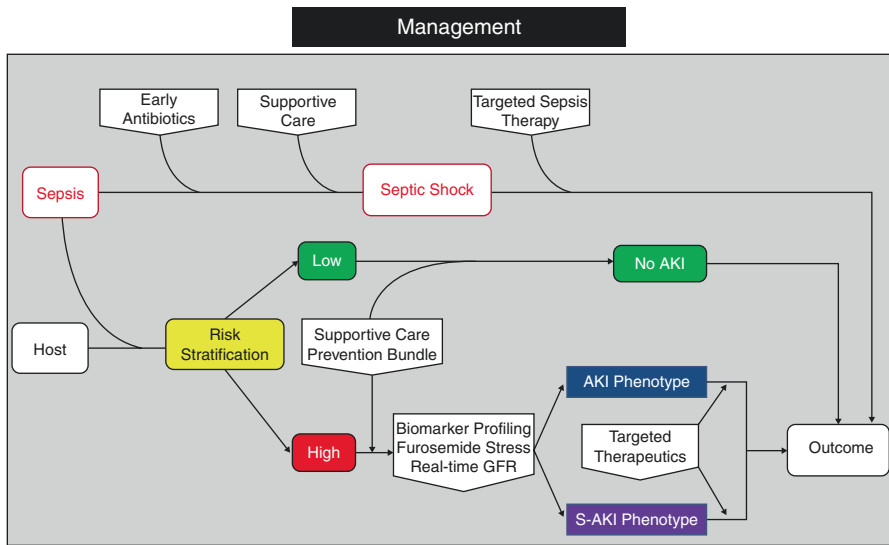 Management
Early
Antibiotics
Supportive
Care
Targeted Sepsis
Therapy
Sepsis
Septic Shock
Low
No AKI
Host
Risk
Stratification
Supportive Care
Prevention Bundle
AKI Phenotype
High
Biomarker Profiling
Furosemide Stress
Real-time GFR
Targeted
Therapeutics
Outcome
S-AKI Phenotype